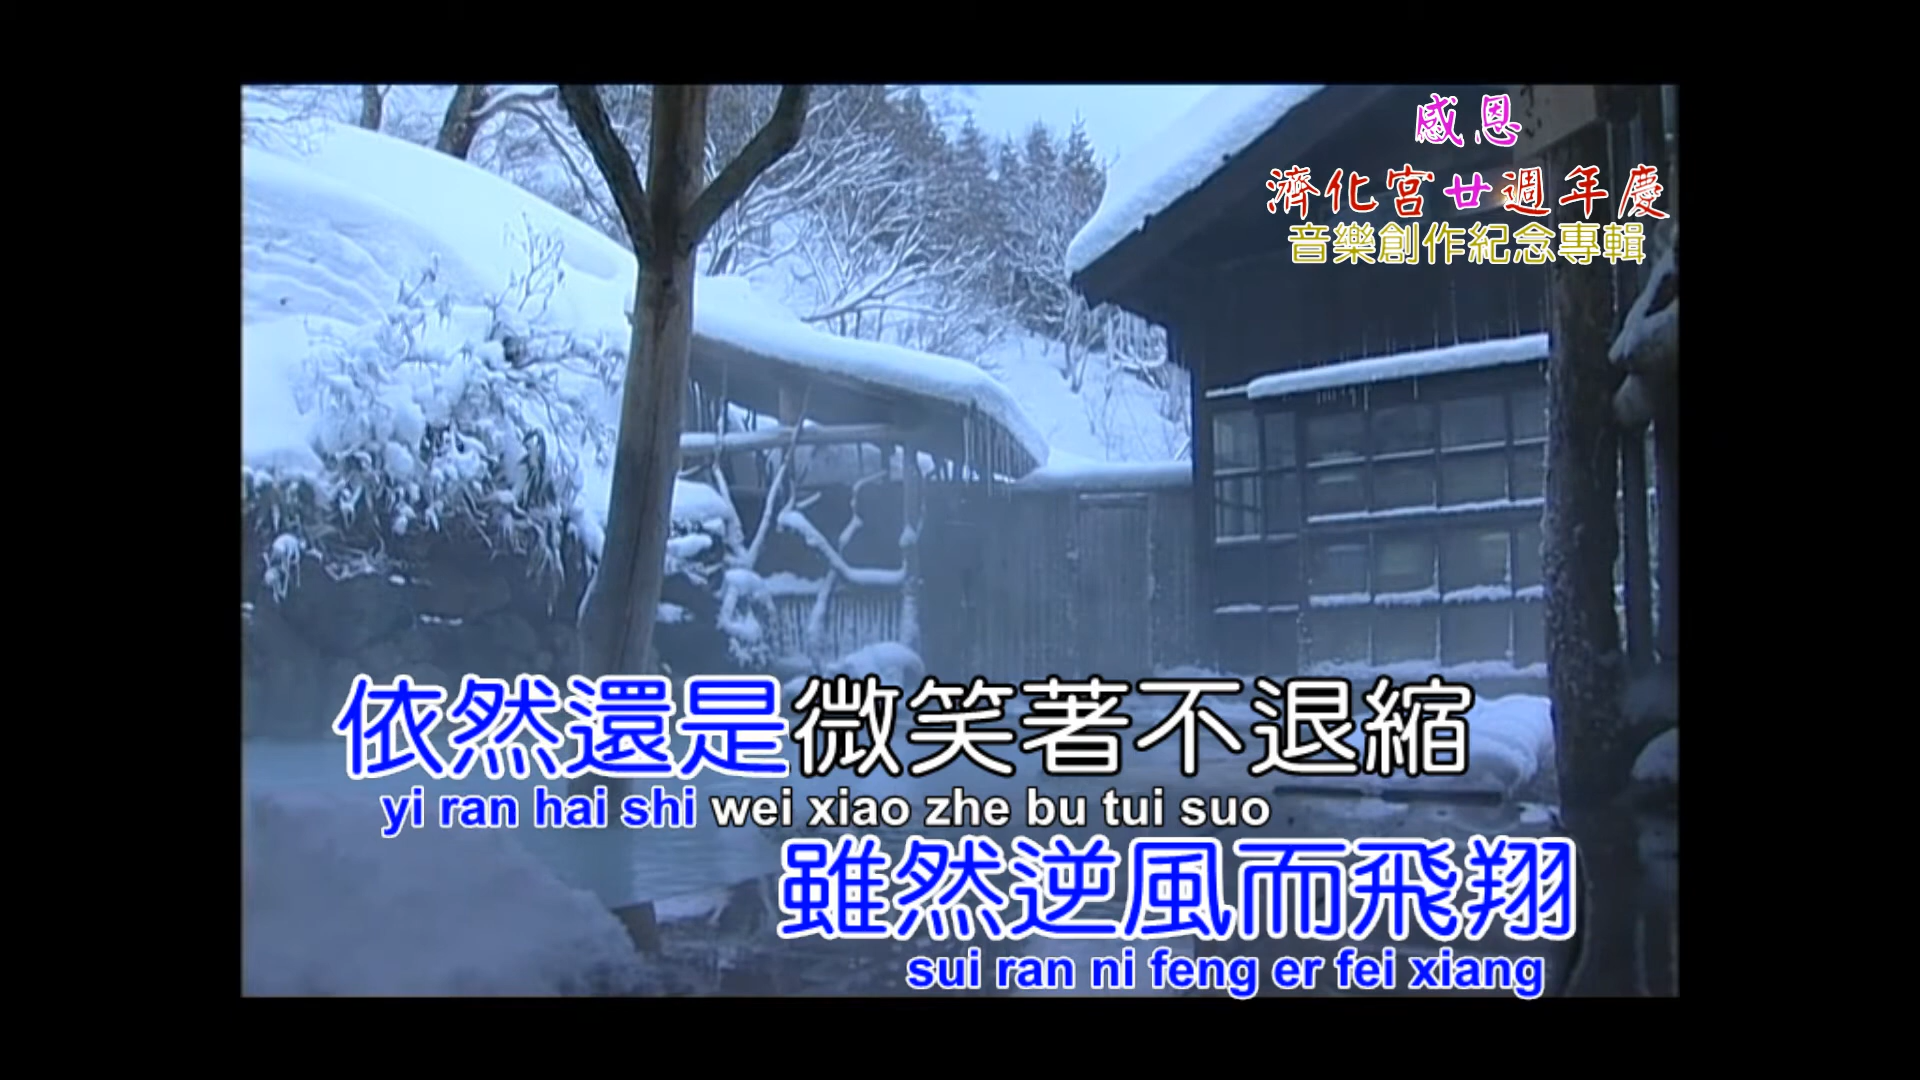 感恩
濟化宮廿週年慶
音樂創作紀念專輯
依然還是微笑著不退縮
yi ran hai shi wei xiao zhe bu tui suo
雖然逆風而飛翔
sui ran ni feng er fei xiang